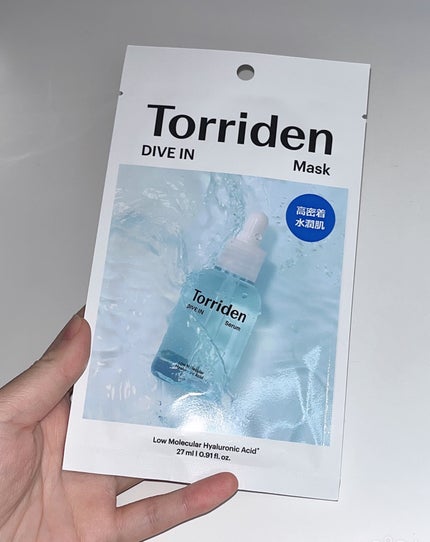 Torriden
DIVE IN
Mask
高密着
水潤肌
Torriden
DIVE IN
Serum
Low Molecular Hyaluronic Acid*
27 ml | 0.91 fl. oz.